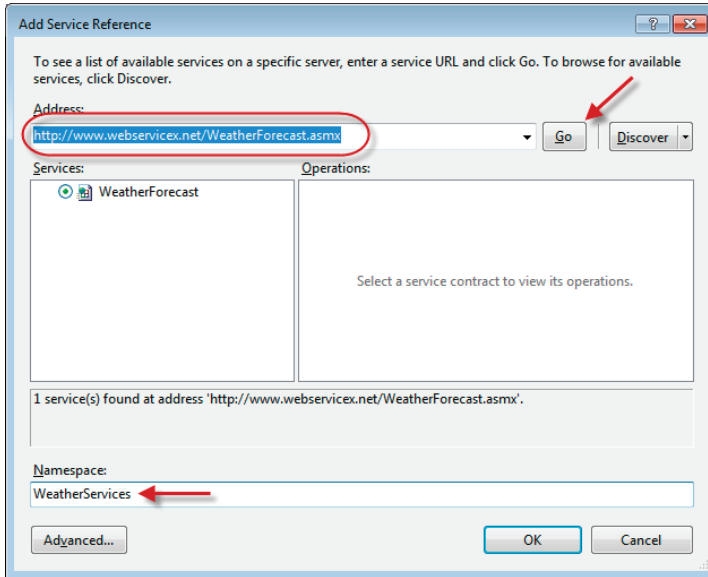 Add Service Reference
To see a list of available services on a specific server, enter a service URL and click Go. To browse for available
services, click Discover.
Address:
http://www.webservicex.net/WeatherForecast.asmx
Go
Discover
Services:
Operations:
WeatherForecast
Select a service contract to view its operations.
1 service(s) found at address 'http://www.webservicex.net/WeatherForecast.asmx'.
Namespace:
WeatherServices
Advanced...
OK
Cancel